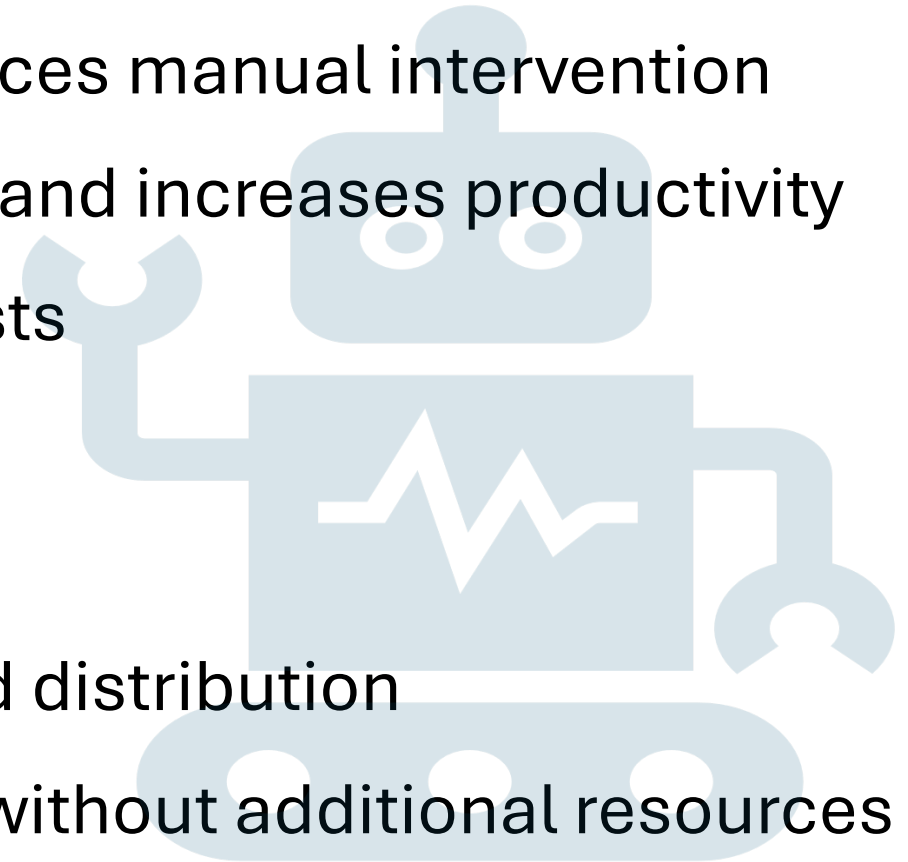 ces manual intervention
and increases productivity
sts
d distribution
without additional resources